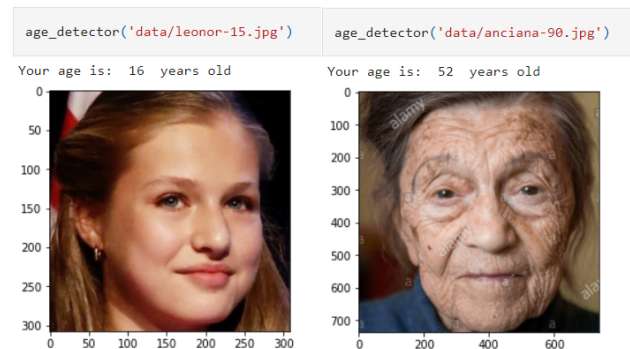 age_detector('data/leonor-15.jpg')
Your age is: 16 years old
0
50
100
150
200
250
300
0 50 100 150 200 250 300
age_detector('data/anciana-90.jpg')
Your age is: 52 years old
0
100
200
300
400
500
600
700
0 200 400 600
alamy
a
a
a
a
a
ala